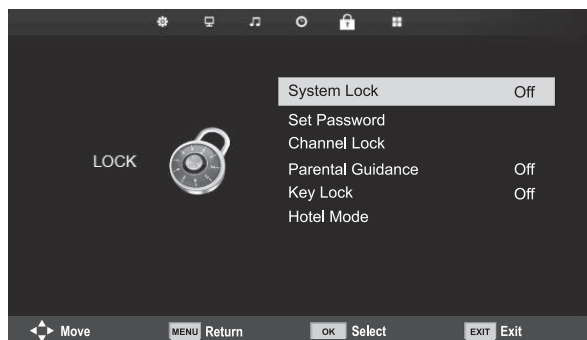 LOCK
System Lock Off
Set Password
Channel Lock
Parental Guidance Off
Key Lock Off
Hotel Mode
Move MENU Return OK Select EXIT Exit